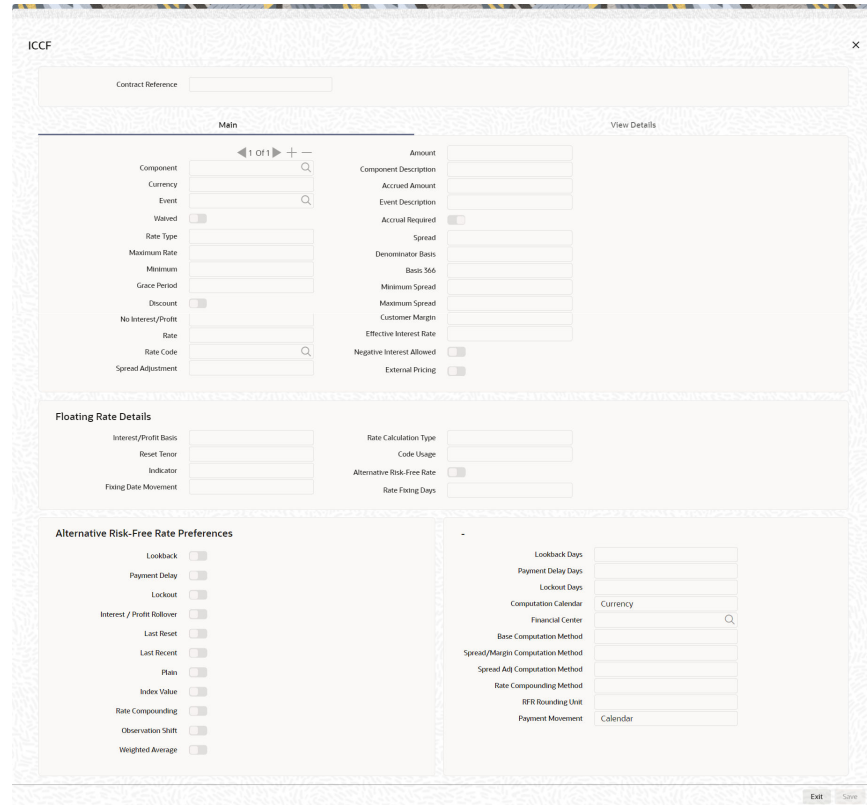 ICCF
Contract Reference
Main
View Details
1 Of 1
Component
Currency
Event
Waived
Rate Type
Maximum Rate
Minimum
Grace Period
Discount
No Interest/Profit
Rate
Rate Code
Spread Adjustment
Amount
Component Description
Accrued Amount
Event Description
Accrual Required
Spread
Denominator Basis
Basis 366
Minimum Spread
Maximum Spread
Customer Margin
Effective Interest Rate
Negative Interest Allowed
External Pricing
Floating Rate Details
Interest/Profit Basis
Reset Tenor
Indicator
Fixing Date Movement
Rate Calculation Type
Code Usage
Alternative Risk-Free Rate
Rate Fixing Days
Alternative Risk-Free Rate Preferences
Lookback
Payment Delay
Lockout
Interest / Profit Rollover
Last Reset
Last Recent
Plain
Index Value
Rate Compounding
Observation Shift
Weighted Average
-
Lookback Days
Payment Delay Days
Lockout Days
Computation Calendar Currency
Financial Center
Base Computation Method
Spread/Margin Computation Method
Spread Adj Computation Method
Rate Compounding Method
RFR Rounding Unit
Payment Movement Calendar
Exit Save